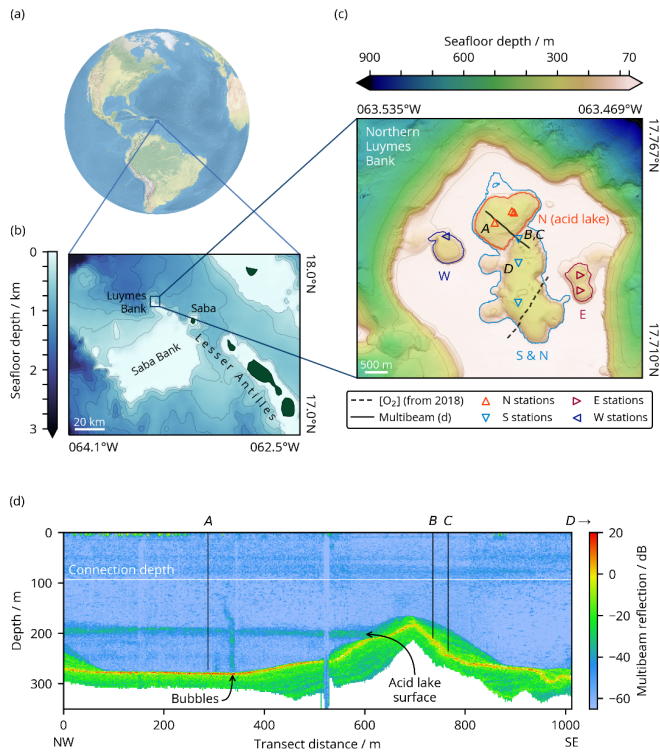 (a)
(b)
Seafloor depth / km
0
1
2
3
18.0°N
17.0°N
Luymes
Bank
Saba
Saba Bank
Lesser Antilles
20 km
064.1°W
062.5°W
(c)
Seafloor depth / m
900
600
300
70
063.535°W
063.469°W
17.767°N
17.710°N
Northern
Luymes
Bank
N (acid lake)
A
B,C
D
W
E
S & N
500 m
[O₂] (from 2018)
N stations
E stations
Multibeam (d)
S stations
W stations
(d)
A
B
C
D →
0
100
200
300
Depth / m
Connection depth
Bubbles
Acid lake
surface
0
200
400
600
800
1000
NW
Transect distance / m
SE
20
0
−20
−40
−60
Multibeam reflection / dB